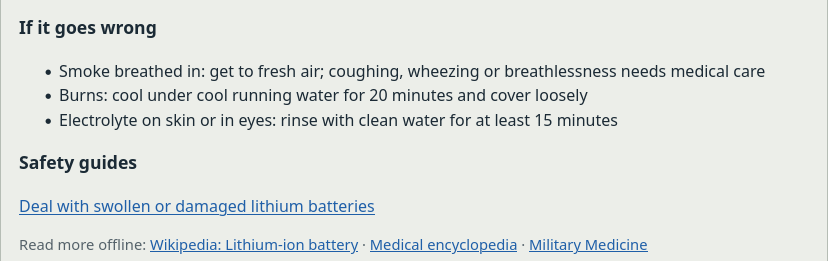 If it goes wrong
• Smoke breathed in: get to fresh air; coughing, wheezing or breathlessness needs medical care
• Burns: cool under cool running water for 20 minutes and cover loosely
• Electrolyte on skin or in eyes: rinse with clean water for at least 15 minutes
Safety guides
Deal with swollen or damaged lithium batteries
Read more offline: Wikipedia: Lithium-ion battery · Medical encyclopedia · Military Medicine